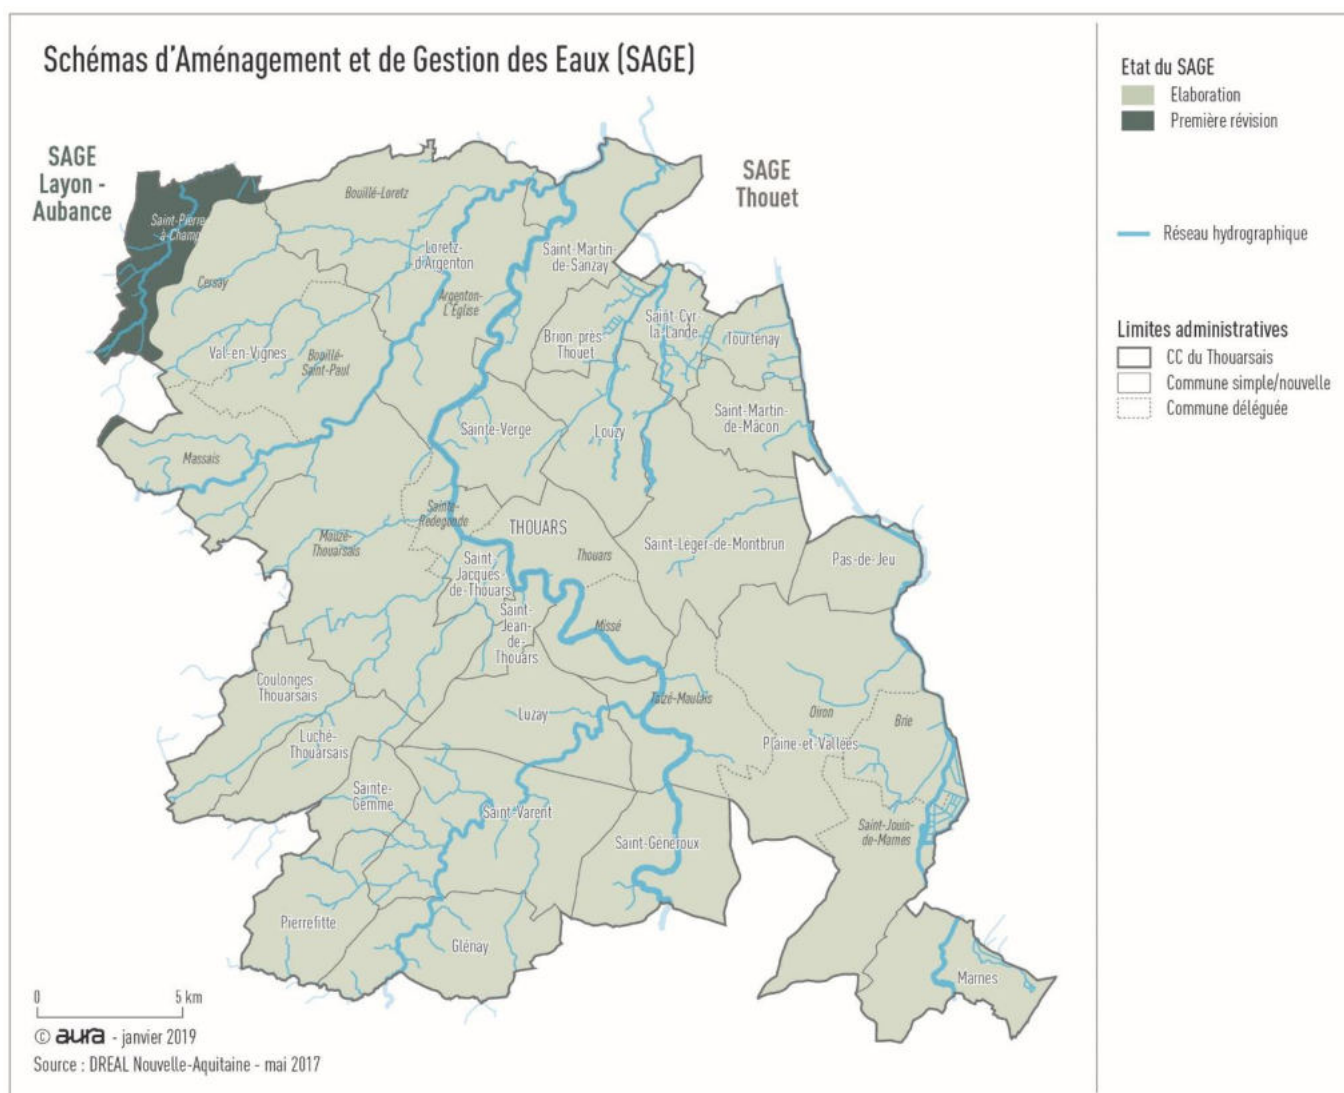 Schémas d'Aménagement et de Gestion des Eaux (SAGE)
SAGE
Layon -
Aubance
SAGE
Thouet
Saint-Pierre
à-Champ
Bouillé-Loretz
Loretz-
d'Argenton
Saint-Martin-
de-Sanzay
Cersay
Argenton-
L'Église
Brion-près-
Thouet
Saint-Cyr-
la-Lande
Tourtenay
Val-en-Vignes
Bouillé-
Saint-Paul
Saint-Martin-
de-Mâcon
Sainte-Verge
Louzy
Massais
Sainte-
Radegonde
THOUARS
Mauzé-
Thouarsais
Thouars
Saint-Léger-de-Montbrun
Pas-de-Jeu
Saint-
Jacques-
de-Thouars
Saint-
Jean-
de-
Thouars
Missé
Coulonges
Thouarsais
Taizé-Maulais
Luzay
Oiron
Brie
Luché-
Thouarsais
Plaine-et-Vallées
Sainte-
Gemme
Saint-Varent
Saint-Généroux
Saint-Jouin-
de-Marnes
Pierrefitte
Glénay
Marnes
0 5 km
© aura - janvier 2019
Source : DREAL Nouvelle-Aquitaine - mai 2017
Etat du SAGE
Elaboration
Première révision
Réseau hydrographique
Limites administratives
CC du Thouarsais
Commune simple/nouvelle
Commune déléguée